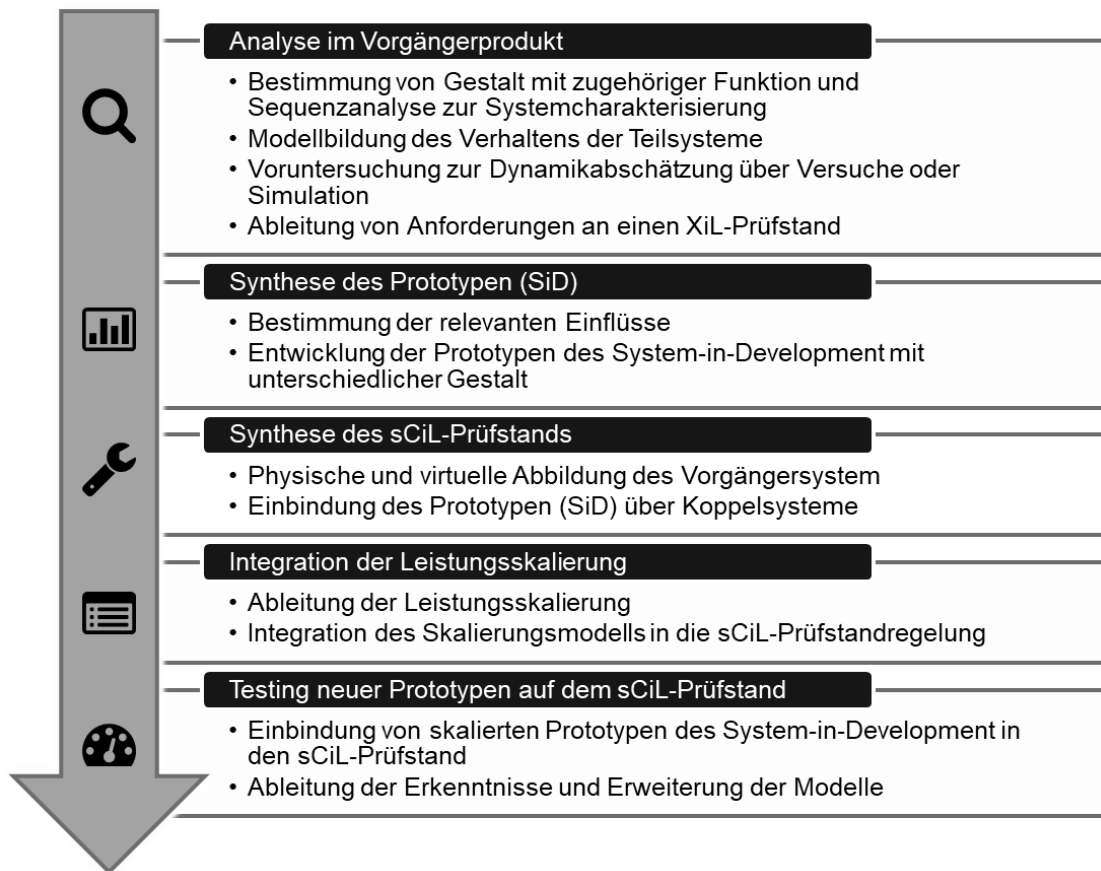 Analyse im Vorgängerprodukt
• Bestimmung von Gestalt mit zugehöriger Funktion und
Sequenzanalyse zur Systemcharakterisierung
• Modellbildung des Verhaltens der Teilsysteme
• Voruntersuchung zur Dynamikabschätzung über Versuche oder
Simulation
• Ableitung von Anforderungen an einen XiL-Prüfstand
Synthese des Prototypen (SiD)
• Bestimmung der relevanten Einflüsse
• Entwicklung der Prototypen des System-in-Development mit
unterschiedlicher Gestalt
Synthese des sCiL-Prüfstands
• Physische und virtuelle Abbildung des Vorgängersystem
• Einbindung des Prototypen (SiD) über Koppelsysteme
Integration der Leistungsskalierung
• Ableitung der Leistungsskalierung
• Integration des Skalierungsmodells in die sCiL-Prüfstandregelung
Testing neuer Prototypen auf dem sCiL-Prüfstand
• Einbindung von skalierten Prototypen des System-in-Development in
den sCiL-Prüfstand
• Ableitung der Erkenntnisse und Erweiterung der Modelle